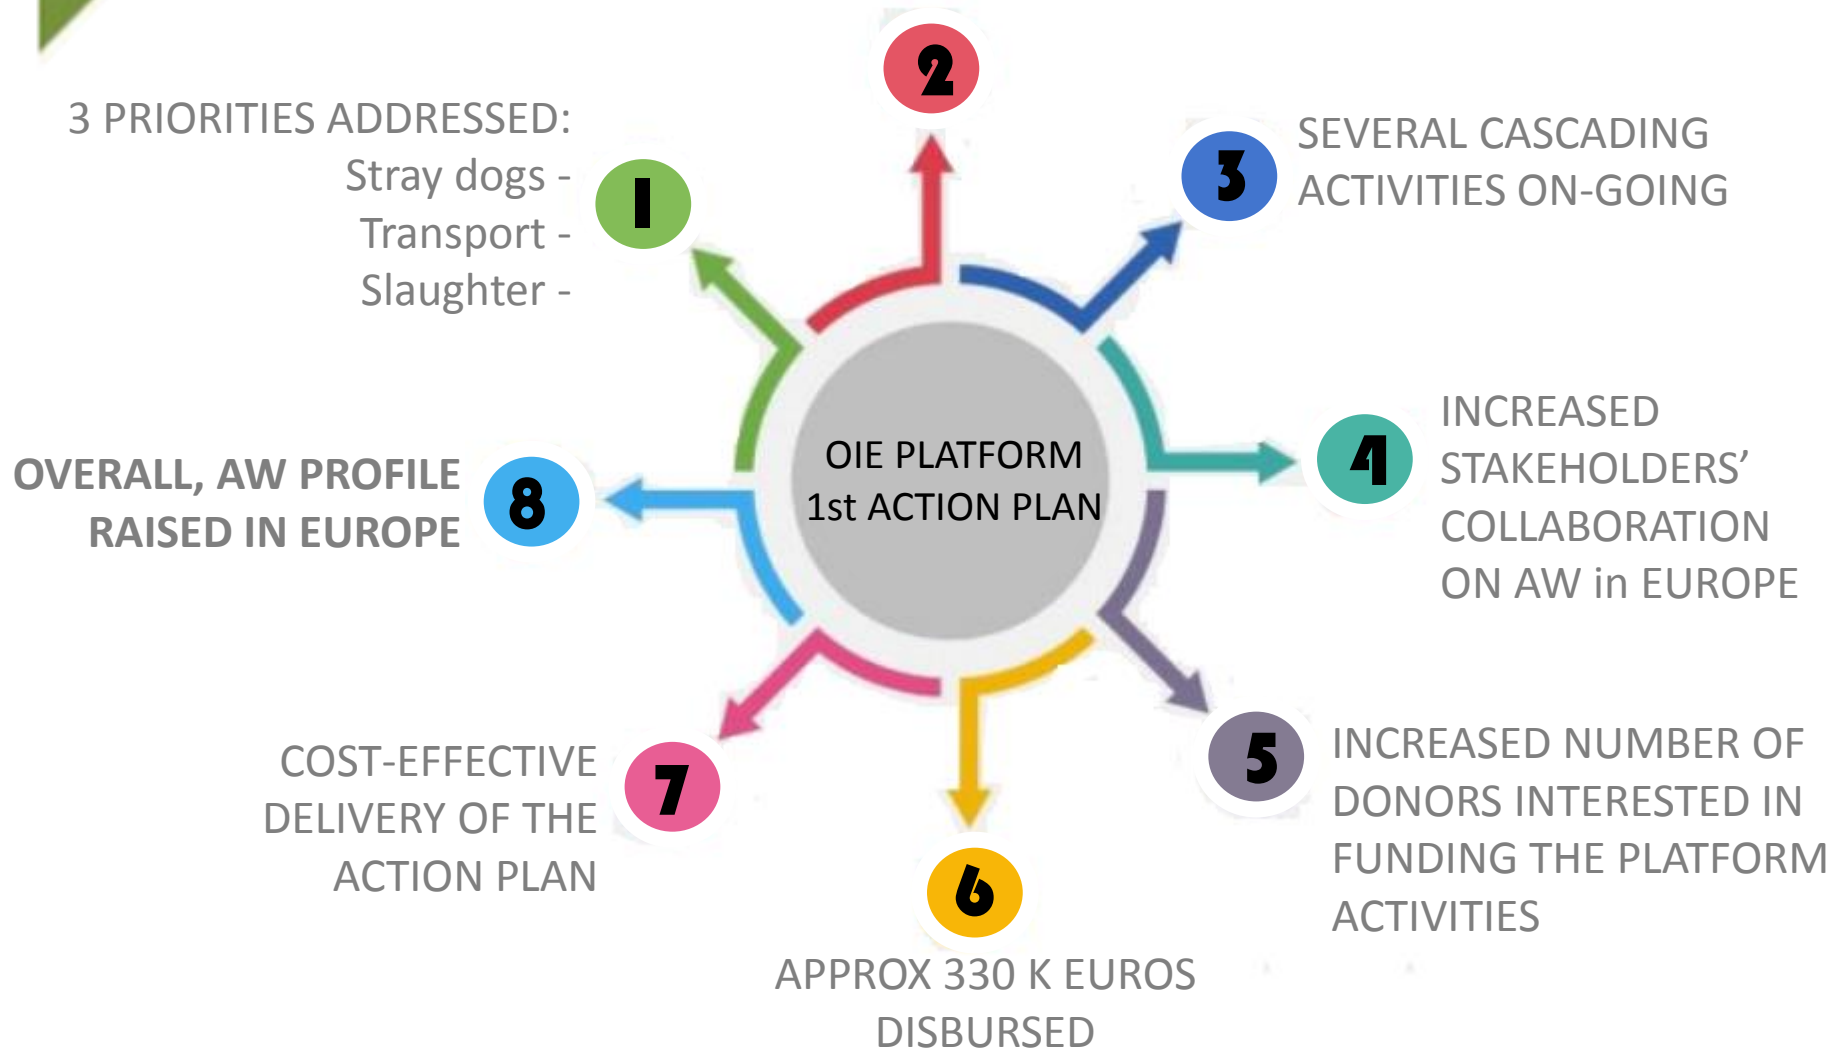 2
3 PRIORITIES ADDRESSED:
Stray dogs -
Transport -
Slaughter -
1
3
SEVERAL CASCADING
ACTIVITIES ON-GOING
OIE PLATFORM
1st ACTION PLAN
4
INCREASED
STAKEHOLDERS’
COLLABORATION
ON AW in EUROPE
OVERALL, AW PROFILE
RAISED IN EUROPE
8
5
INCREASED NUMBER OF
DONORS INTERESTED IN
FUNDING THE PLATFORM
ACTIVITIES
COST-EFFECTIVE
DELIVERY OF THE
ACTION PLAN
7
6
APPROX 330 K EUROS
DISBURSED